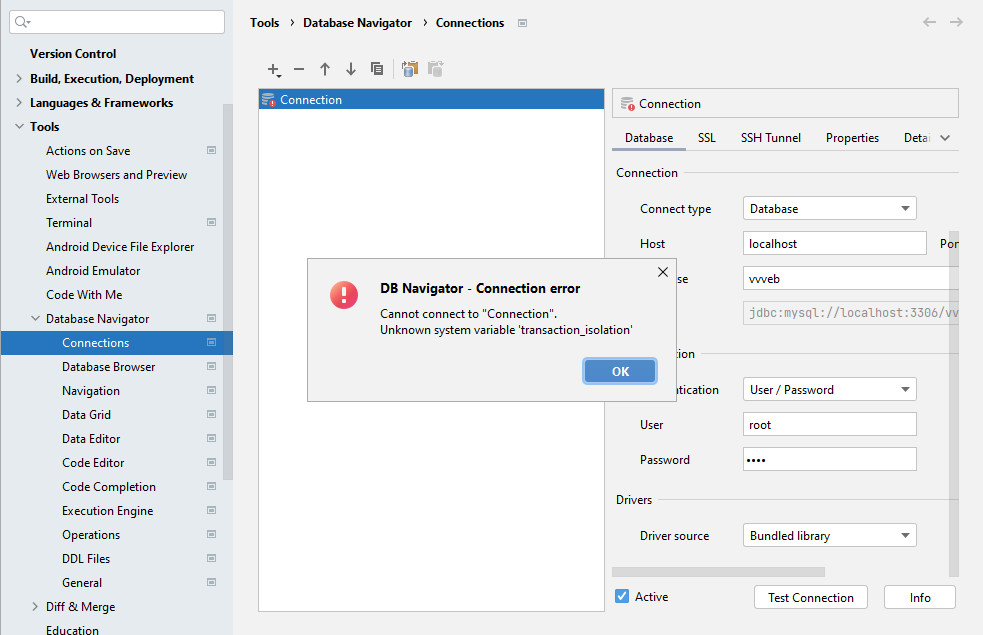 Tools › Database Navigator › Connections
Version Control
Build, Execution, Deployment
Languages & Frameworks
Tools
Actions on Save
Web Browsers and Preview
External Tools
Terminal
Android Device File Explorer
Android Emulator
Code With Me
Database Navigator
Connections
Database Browser
Navigation
Data Grid
Data Editor
Code Editor
Code Completion
Execution Engine
Operations
DDL Files
General
Diff & Merge
Education
Connection
Connection
Database SSL SSH Tunnel Properties Detai
Connection
Connect type Database
Host localhost Por
se vvveb
jdbc:mysql://localhost:3306/vv
tion
ntication User / Password
User root
Password ••••
Drivers
Driver source Bundled library
Active Test Connection Info
DB Navigator - Connection error
Cannot connect to "Connection".
Unknown system variable 'transaction_isolation'
OK